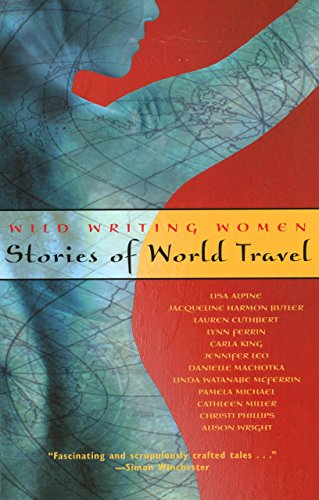 WILD WRITING WOMEN
Stories of World Travel
LISA ALPINE
JACQUELINE HARMON BUTLER
LAUREN CUTHBERT
LYNN FERRIN
CARLA KING
JENNIFER LEO
DANIELLE MACHOTKA
LINDA WATANABE MCFERRIN
PAMELA MICHAEL
CATHLEEN MILLER
CHRISTI PHILLIPS
ALISON WRIGHT
"Fascinating and scrupulously crafted tales . . ."
—Simon Winchester